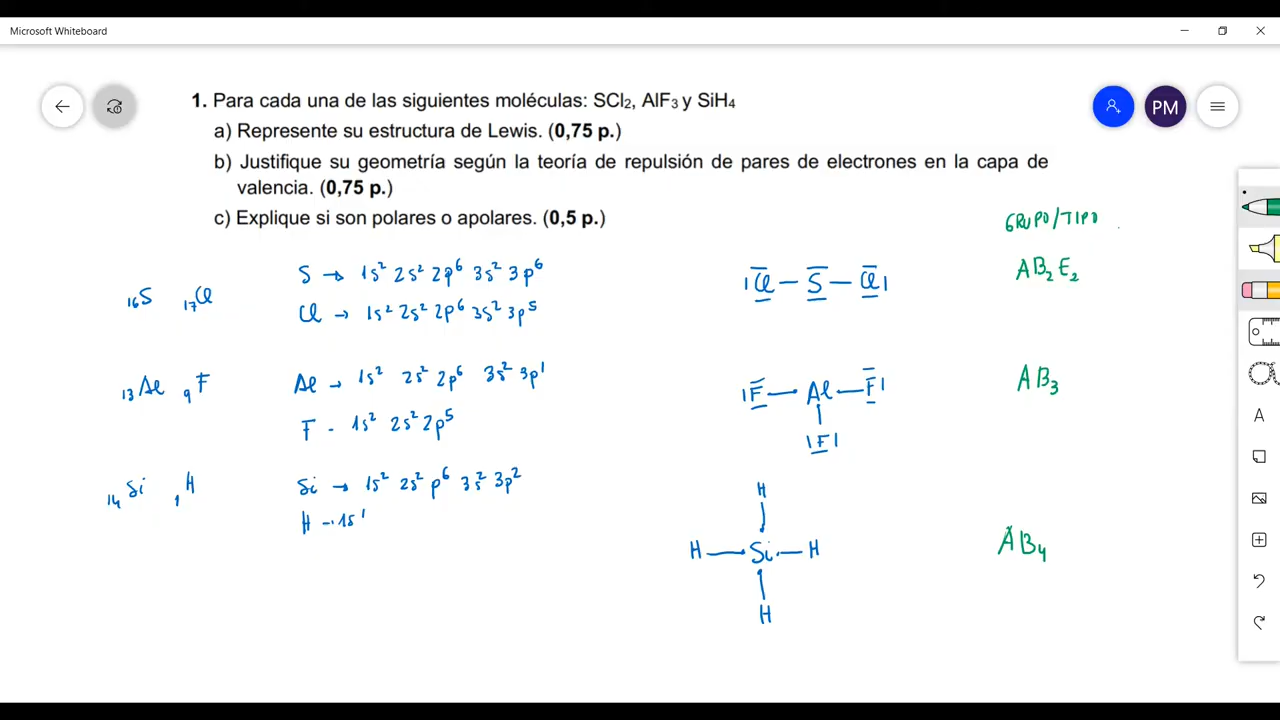 Microsoft Whiteboard
PM
1. Para cada una de las siguientes moléculas: SCl₂, AlF₃ y SiH₄
a) Represente su estructura de Lewis. (0,75 p.)
b) Justifique su geometría según la teoría de repulsión de pares de electrones en la capa de
valencia. (0,75 p.)
c) Explique si son polares o apolares. (0,5 p.)
GRUPO/TIPO
₁₆S ₁₇Cl
S → 1s² 2s² 2p⁶ 3s² 3p⁶
Cl → 1s² 2s² 2p⁶ 3s² 3p⁵
|Cl — S — Cl|
AB₂E₂
₁₃Al ₉F
Al → 1s² 2s² 2p⁶ 3s² 3p¹
F - 1s² 2s² 2p⁵
|F — Al — F|
|F|
AB₃
₁₄Si ₁H
Si → 1s² 2s² p⁶ 3s² 3p²
H → 1s¹
H
H — Si — H
H
AB₄
A